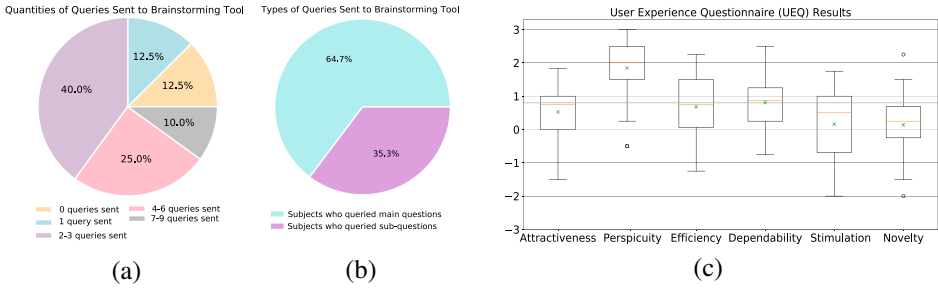 Quantities of Queries Sent to Brainstorming Tool
12.5%
12.5%
40.0%
10.0%
25.0%
0 queries sent
1 query sent
2-3 queries sent
4-6 queries sent
7-9 queries sent
(a)
Types of Queries Sent to Brainstorming Tool
64.7%
35.3%
Subjects who queried main questions
Subjects who queried sub-questions
(b)
User Experience Questionnaire (UEQ) Results
3
2
1
0
−1
−2
−3
Attractiveness Perspicuity Efficiency Dependability Stimulation Novelty
(c)